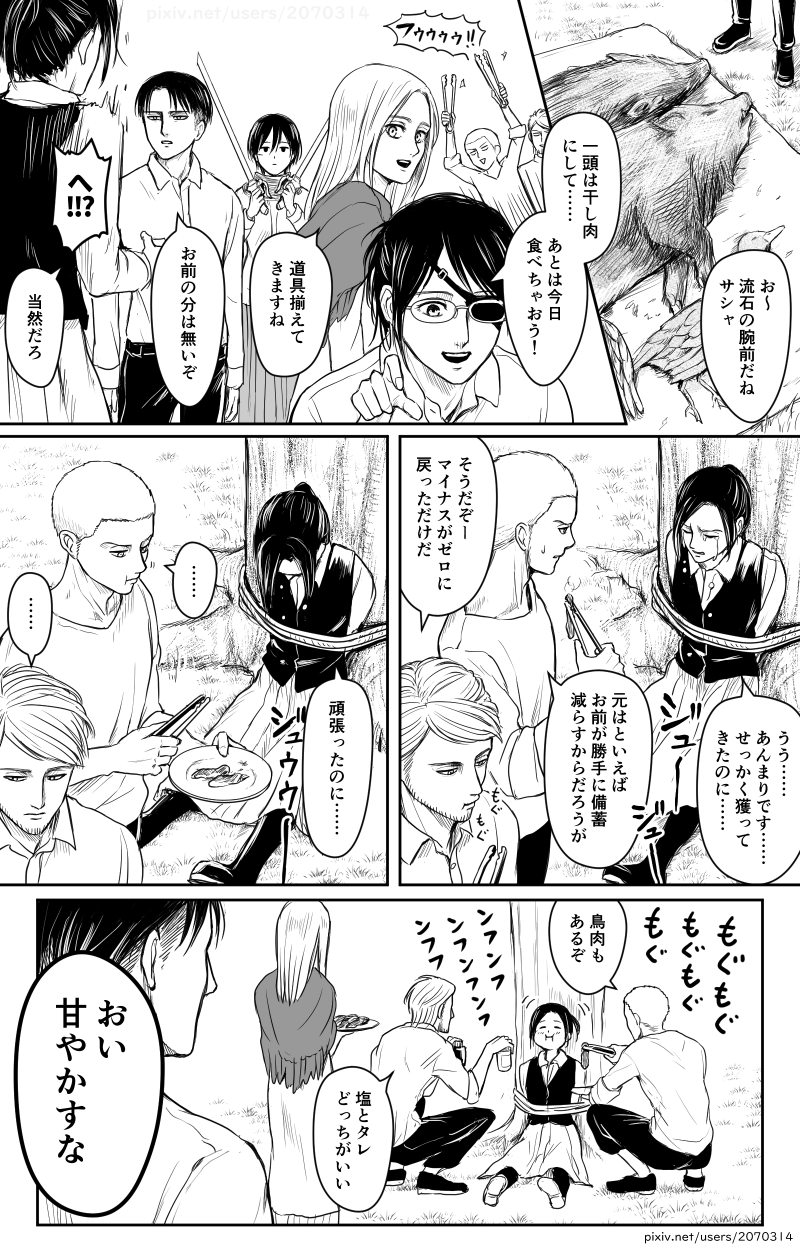 pixiv.net/users/2070314
お〜
流石の腕前だね
サシャ
一頭は干し肉
にして……
あとは今日
食べちゃおう！
フゥウゥゥ!!
道具揃えて
きますね
お前の分は無いぞ
へ!!?
当然だろ
うう……
あんまりです……
せっかく獲って
きたのに……
そうだぞー
マイナスがゼロに
戻っただけだ
元はといえば
お前が勝手に備蓄
減らすからだろうが
ジュー
ジュー
もぐ
もぐ
……
……
頑張ったのに……
ジュウウゥ
もぐもぐ
もぐもぐ
もぐ
鳥肉も
あるぞ
ンフンフ
ンフンフンフ
ンフフ
塩とタレ
どっちがいい
おい
甘やかすな
pixiv.net/users/2070314